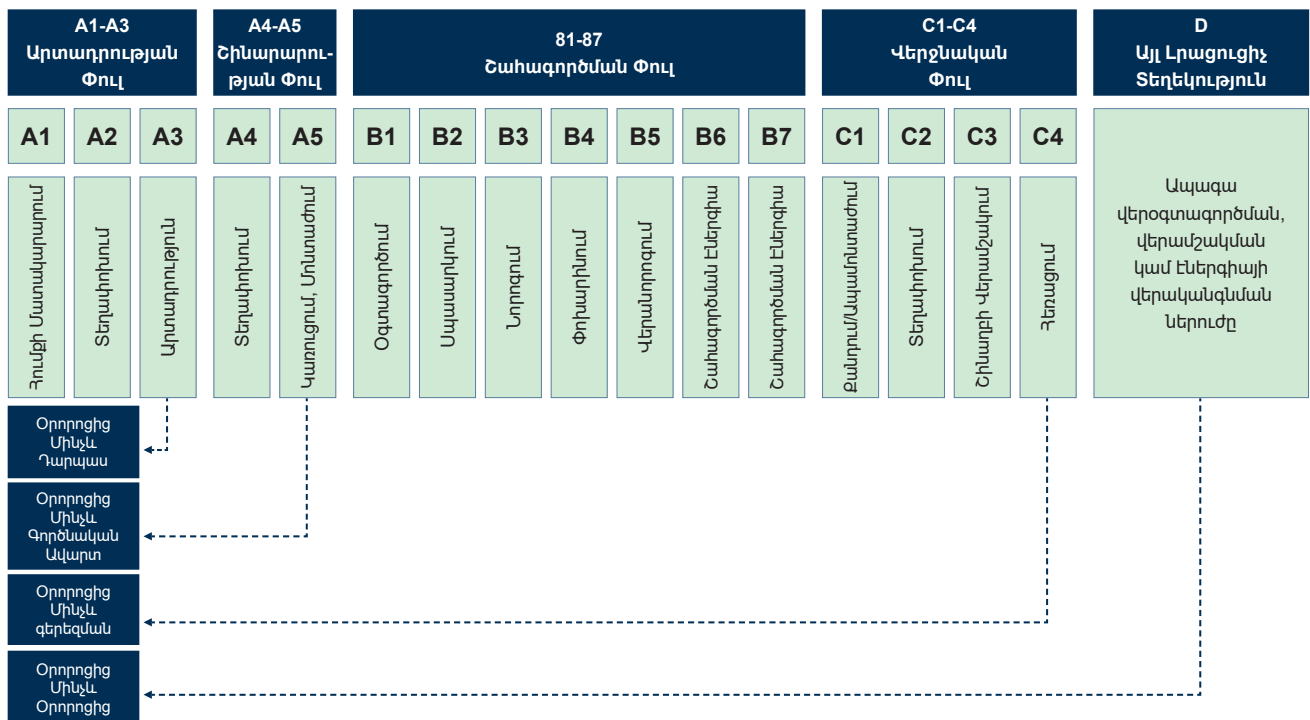 A1-A3
Արտադրության
Փուլ
A4-A5
Շինարարու-
թյան Փուլ
81-87
Շահագործման Փուլ
C1-C4
Վերջնական
Փուլ
D
Այլ Լրացուցիչ
Տեղեկություն
A1
A2
A3
A4
A5
B1
B2
B3
B4
B5
B6
B7
C1
C2
C3
C4
Հումքի Մատակարարում
Տեղափոխում
Արտադրություն
Տեղափոխում
Կառուցում, Մոնտաժում
Օգտագործում
Սպասարկում
Նորոգում
Փոխարինում
Վերանորոգում
Շահագործման Էներգիա
Շահագործման Էներգիա
Քանդում/Ապամոնտաժում
Տեղափոխում
Շինաղբի Վերամշակում
Հեռացում
Ապագա
վերօգտագործման,
վերամշակման
կամ էներգիայի
վերականգնման
ներուժը
Օրորոցից
Մինչև
Դարպաս
Օրորոցից
Մինչև
Գործնական
Ավարտ
Օրորոցից
Մինչև
գերեզման
Օրորոցից
Մինչև
Օրորոցից